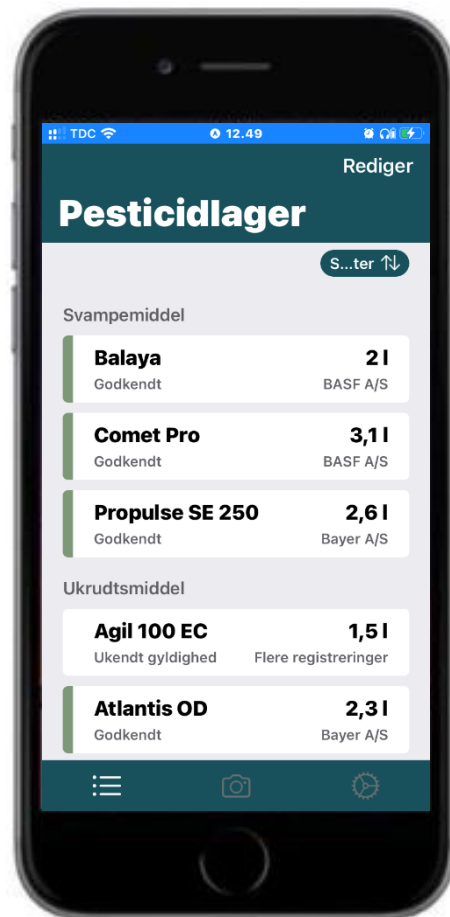 TDC 12.49
Rediger
Pesticidlager
S...ter
Svampemiddel
Balaya 2 l
Godkendt BASF A/S
Comet Pro 3,1 l
Godkendt BASF A/S
Propulse SE 250 2,6 l
Godkendt Bayer A/S
Ukrudtsmiddel
Agil 100 EC 1,5 l
Ukendt gyldighed Flere registreringer
Atlantis OD 2,3 l
Godkendt Bayer A/S